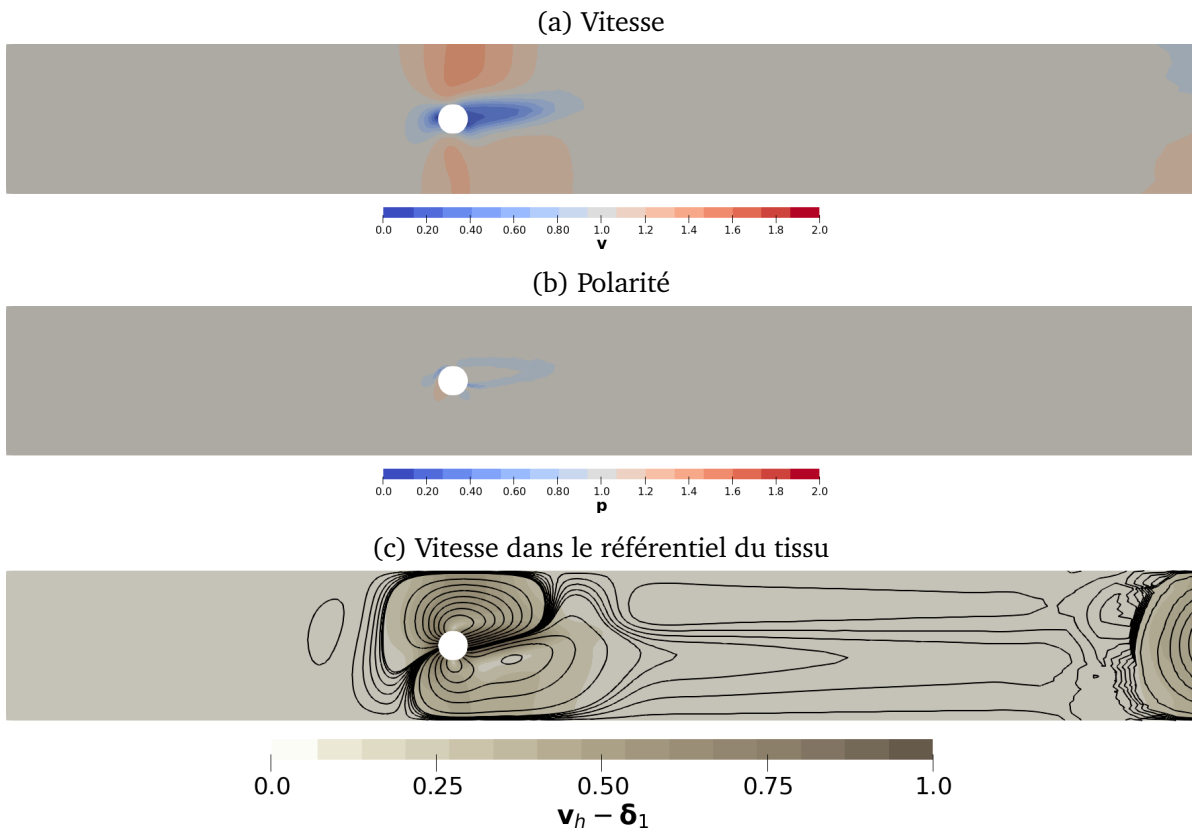 (a) Vitesse
0.0 0.20 0.40 0.60 0.80 1.0 1.2 1.4 1.6 1.8 2.0
v
(b) Polarité
0.0 0.20 0.40 0.60 0.80 1.0 1.2 1.4 1.6 1.8 2.0
p
(c) Vitesse dans le référentiel du tissu
0.0 0.25 0.50 0.75 1.0
v_h − δ_1